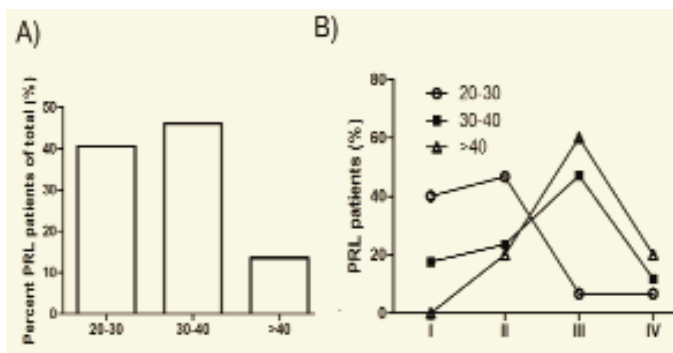 A)
Percent PRL patients of total (%)
50
40
30
20
10
0
20-30
30-40
>40
B)
PRL patients (%)
80
60
40
20
0
20-30
30-40
>40
I
II
III
IV